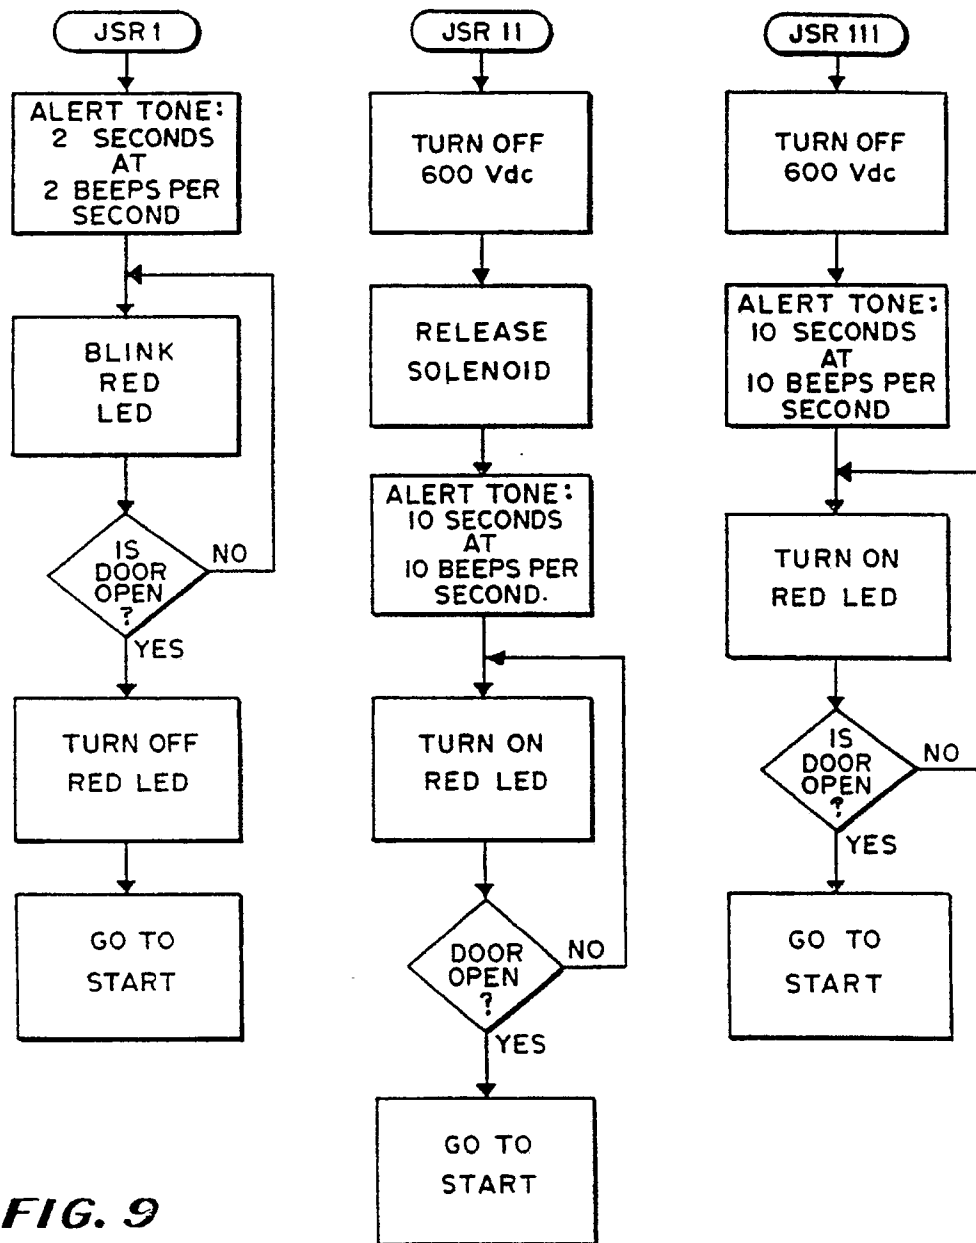 JSR 1
ALERT TONE:
2 SECONDS
AT
2 BEEPS PER
SECOND
BLINK
RED
LED
IS
DOOR
OPEN
?
NO
YES
TURN OFF
RED LED
GO TO
START
JSR II
TURN OFF
600 Vdc
RELEASE
SOLENOID
ALERT TONE:
10 SECONDS
AT
10 BEEPS PER
SECOND.
TURN ON
RED LED
DOOR
OPEN
?
NO
YES
GO TO
START
JSR 111
TURN OFF
600 Vdc
ALERT TONE:
10 SECONDS
AT
10 BEEPS PER
SECOND
TURN ON
RED LED
IS
DOOR
OPEN
?
NO
YES
GO TO
START
FIG. 9